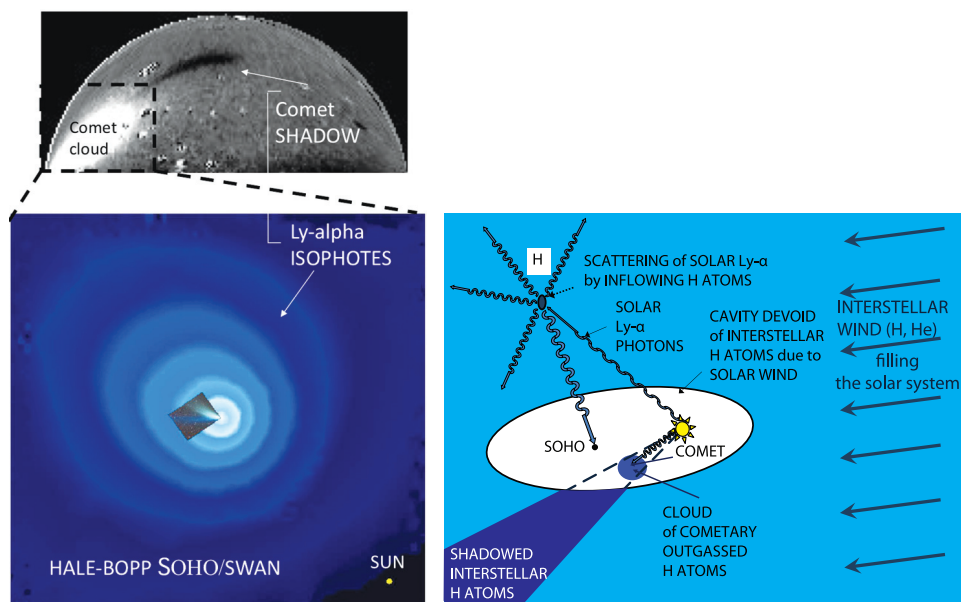 Comet
cloud
Comet
SHADOW
Ly-alpha
ISOPHOTES
HALE-BOPP SOHO/SWAN
SUN
H
SCATTERING OF SOLAR Ly-α
by INFLOWING H ATOMS
SOLAR
Ly-α
PHOTONS
CAVITY DEVOID
of INTERSTELLAR
H ATOMS due to
SOLAR WIND
INTERSTELLAR
WIND (H, He)
filling
the solar system
SOHO
COMET
CLOUD
of COMETARY
OUTGASSED
H ATOMS
SHADOWED
INTERSTELLAR
H ATOMS